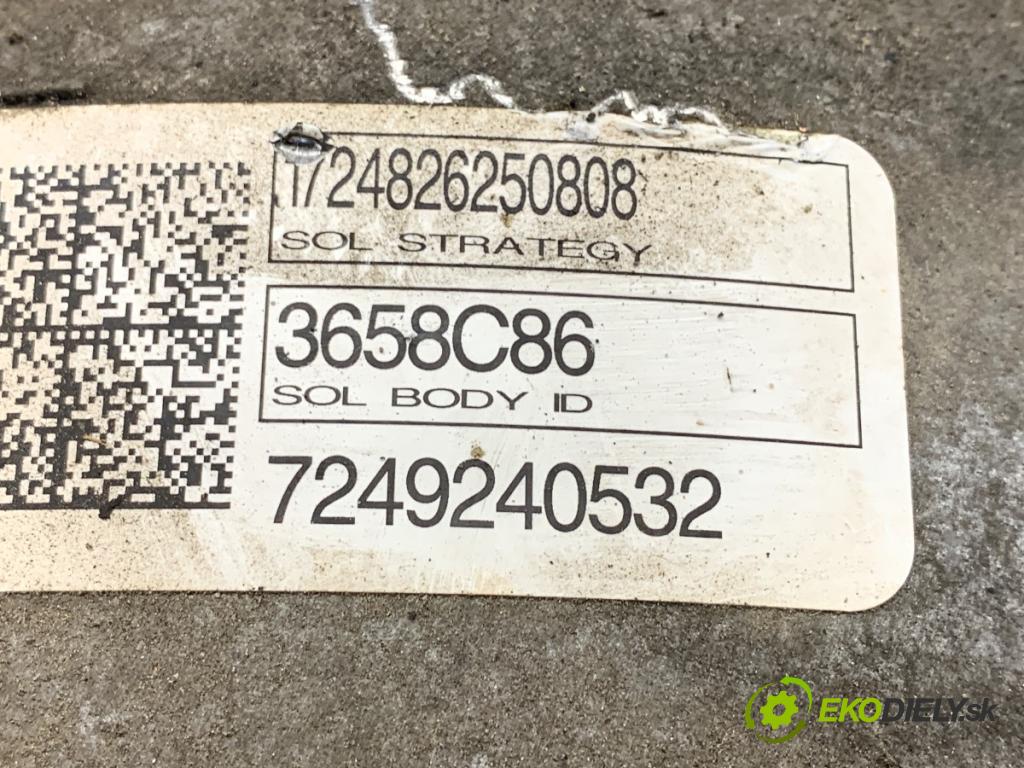 1724826250808
SOL STRATEGY
3658C86
SOL BODY ID
7249240532
EKODIELY.sk